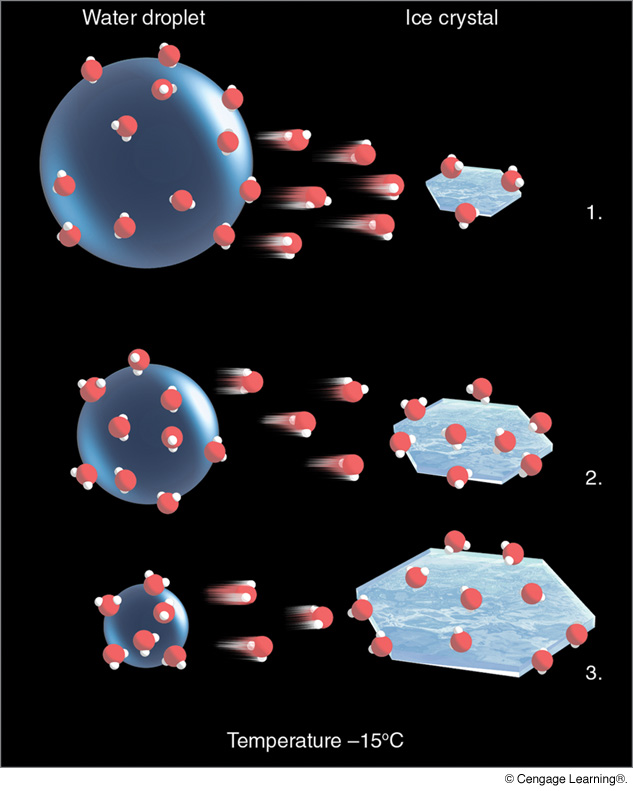 Water droplet
Ice crystal
1.
2.
3.
Temperature –15ºC
© Cengage Learning®.